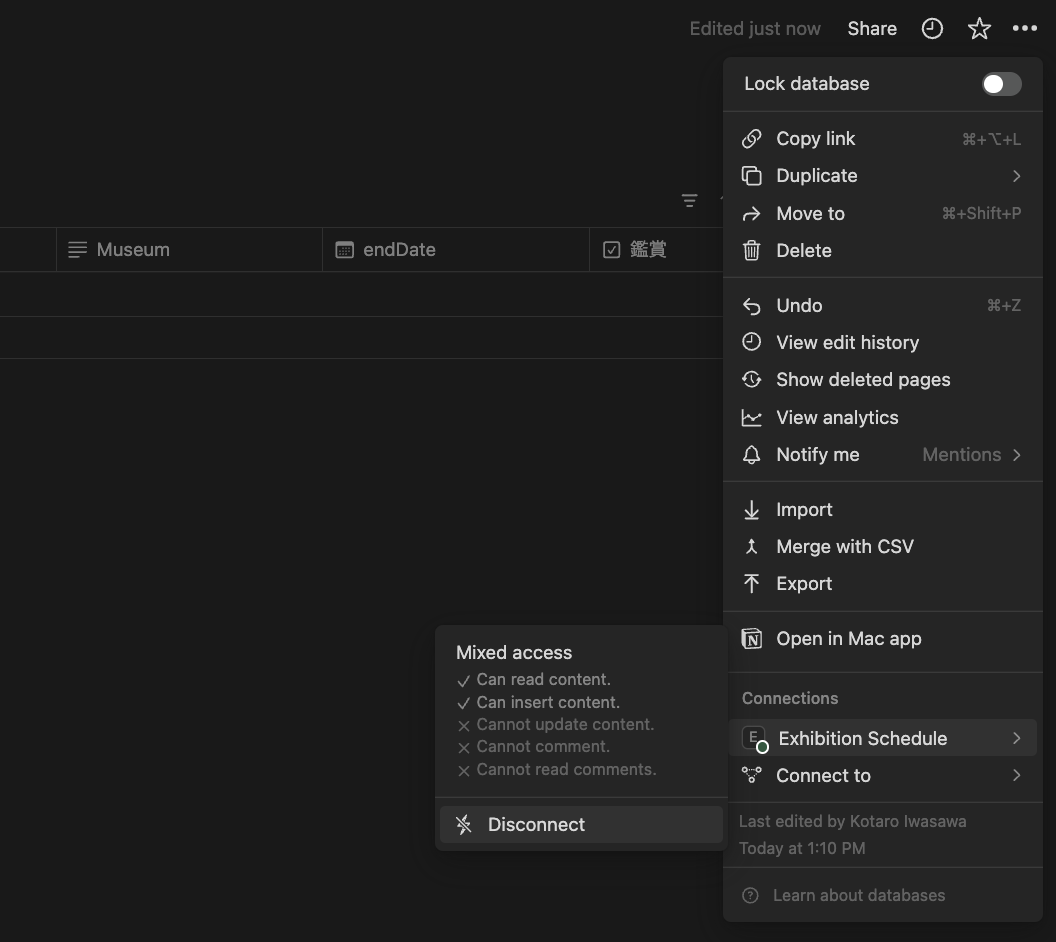 Edited just now Share
Lock database
Copy link ⌘+⌥+L
Duplicate
Move to ⌘+Shift+P
Museum endDate 鑑賞
Delete
Undo ⌘+Z
View edit history
Show deleted pages
View analytics
Notify me Mentions
Import
Merge with CSV
Export
Open in Mac app
Connections
E Exhibition Schedule
Connect to
Last edited by Kotaro Iwasawa
Today at 1:10 PM
Learn about databases
Mixed access
Can read content.
Can insert content.
Cannot update content.
Cannot comment.
Cannot read comments.
Disconnect